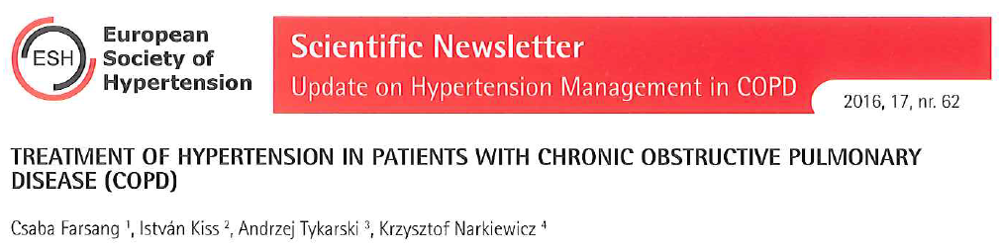 ESH
European
Society of
Hypertension
Scientific Newsletter
Update on Hypertension Management in COPD
2016, 17, nr. 62
TREATMENT OF HYPERTENSION IN PATIENTS WITH CHRONIC OBSTRUCTIVE PULMONARY
DISEASE (COPD)
Csaba Farsang ¹, István Kiss ², Andrzej Tykarski ³, Krzysztof Narkiewicz ⁴